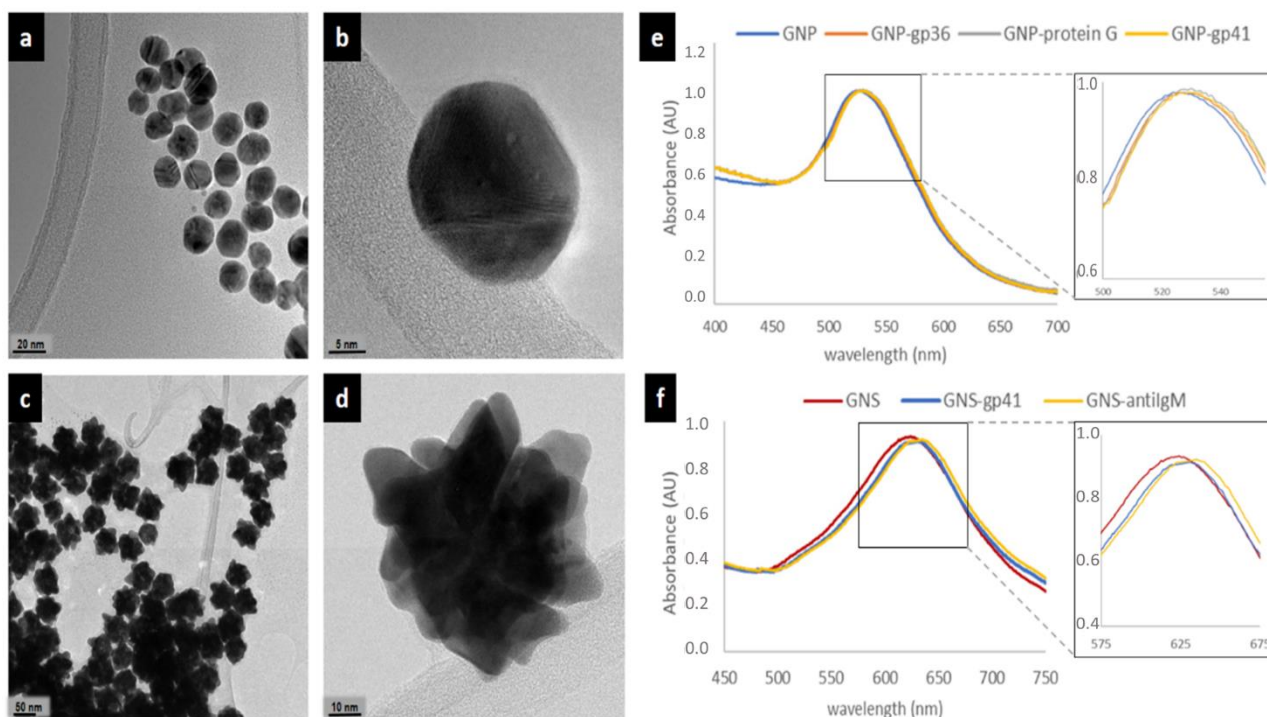 a
20 nm
b
5 nm
c
50 nm
d
10 nm
e
GNP GNP-gp36 GNP-protein G GNP-gp41
Absorbance (AU)
1.2
1.0
0.8
0.6
0.4
0.2
0.0
400 450 500 550 600 650 700
wavelength (nm)
1.0
0.8
0.6
500 520 540
f
GNS GNS-gp41 GNS-antiIgM
Absorbance (AU)
1.0
0.8
0.6
0.4
0.2
0.0
450 500 550 600 650 700 750
wavelength (nm)
1.0
0.8
0.6
0.4
575 625 675